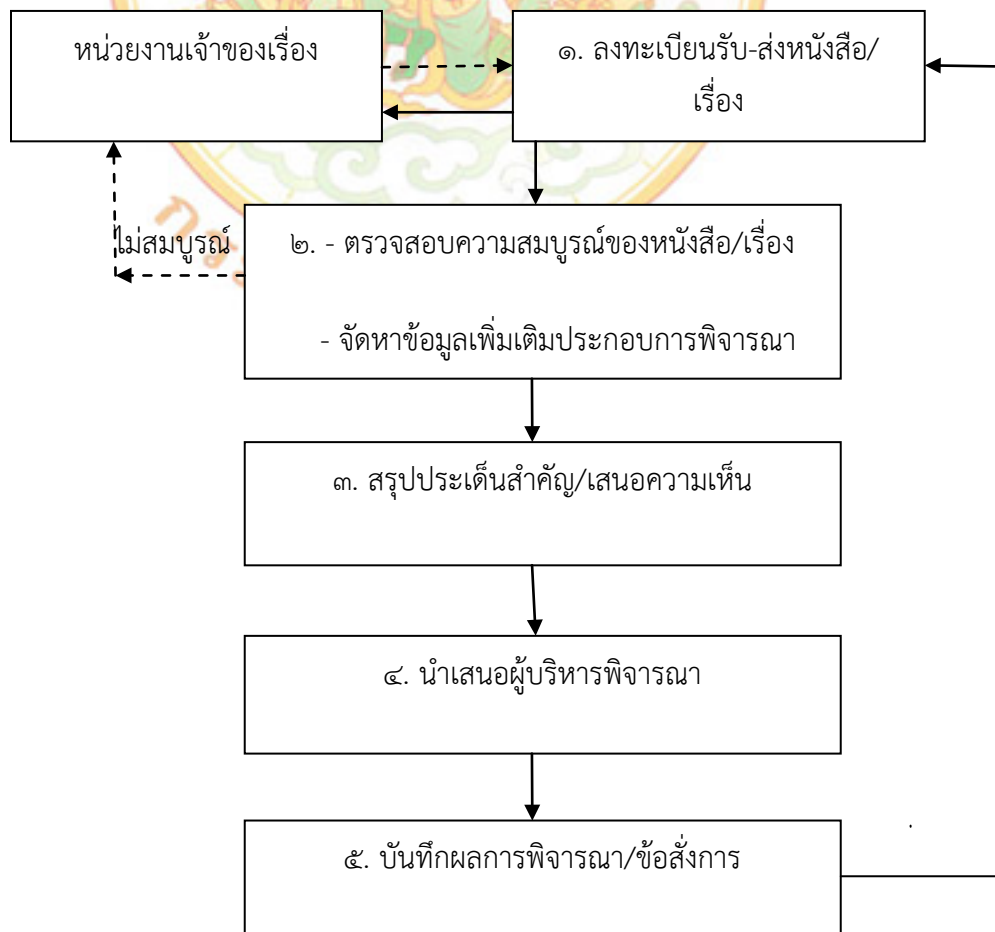 หน่วยงานเจ้าของเรื่อง
๑. ลงทะเบียนรับ-ส่งหนังสือ/
เรื่อง
ไม่สมบูรณ์
๒. - ตรวจสอบความสมบูรณ์ของหนังสือ/เรื่อง
- จัดหาข้อมูลเพิ่มเติมประกอบการพิจารณา
๓. สรุปประเด็นสำคัญ/เสนอความเห็น
๔. นำเสนอผู้บริหารพิจารณา
๕. บันทึกผลการพิจารณา/ข้อสั่งการ